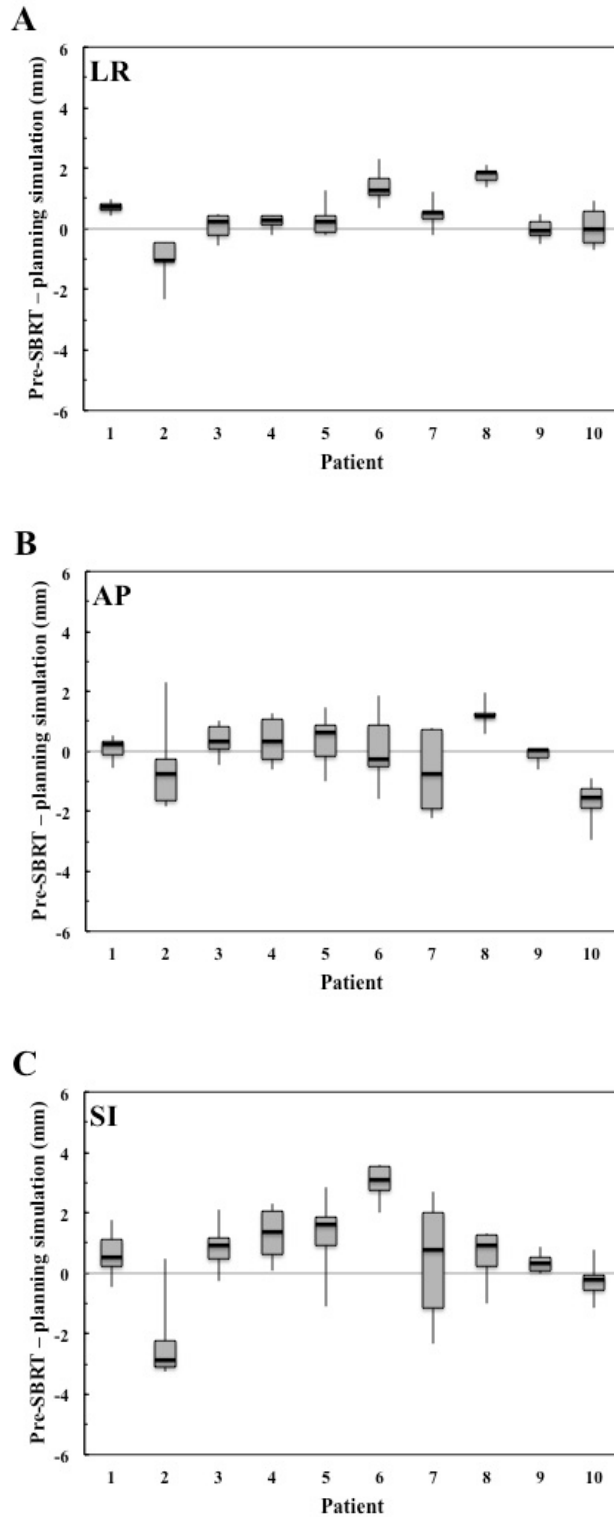 A
LR
Pre-SBRT – planning simulation (mm)
6
4
2
0
-2
-4
-6
1 2 3 4 5 6 7 8 9 10
Patient
B
AP
Pre-SBRT – planning simulation (mm)
6
4
2
0
-2
-4
-6
1 2 3 4 5 6 7 8 9 10
Patient
C
SI
Pre-SBRT – planning simulation (mm)
6
4
2
0
-2
-4
-6
1 2 3 4 5 6 7 8 9 10
Patient